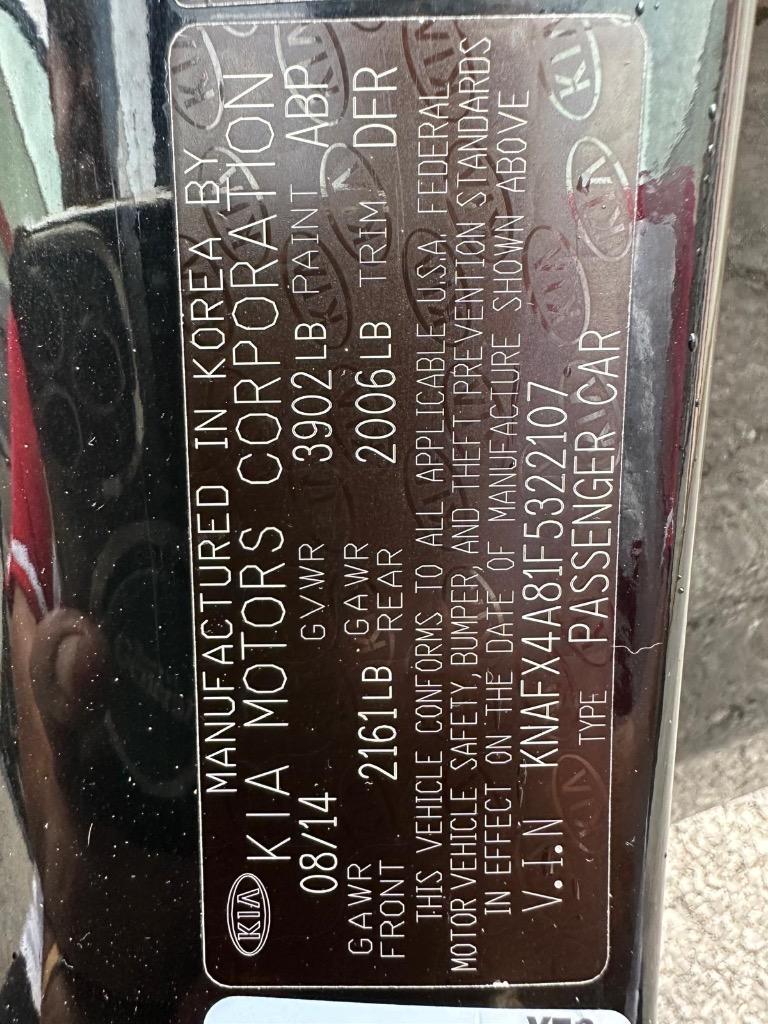 MANUFACTURED IN KOREA BY
KIA KIA MOTORS CORPORATION
08/14 GVWR 3902LB PAINT ABP
GAWR FRONT 2161LB GAWR REAR 2006LB TRIM DFR
THIS VEHICLE CONFORMS TO ALL APPLICABLE U.S.A. FEDERAL
MOTOR VEHICLE SAFETY, BUMPER, AND THEFT PREVENTION STANDARDS
IN EFFECT ON THE DATE OF MANUFACTURE SHOWN ABOVE
V.I.N KNAFX4A81F5322107
TYPE PASSENGER CAR